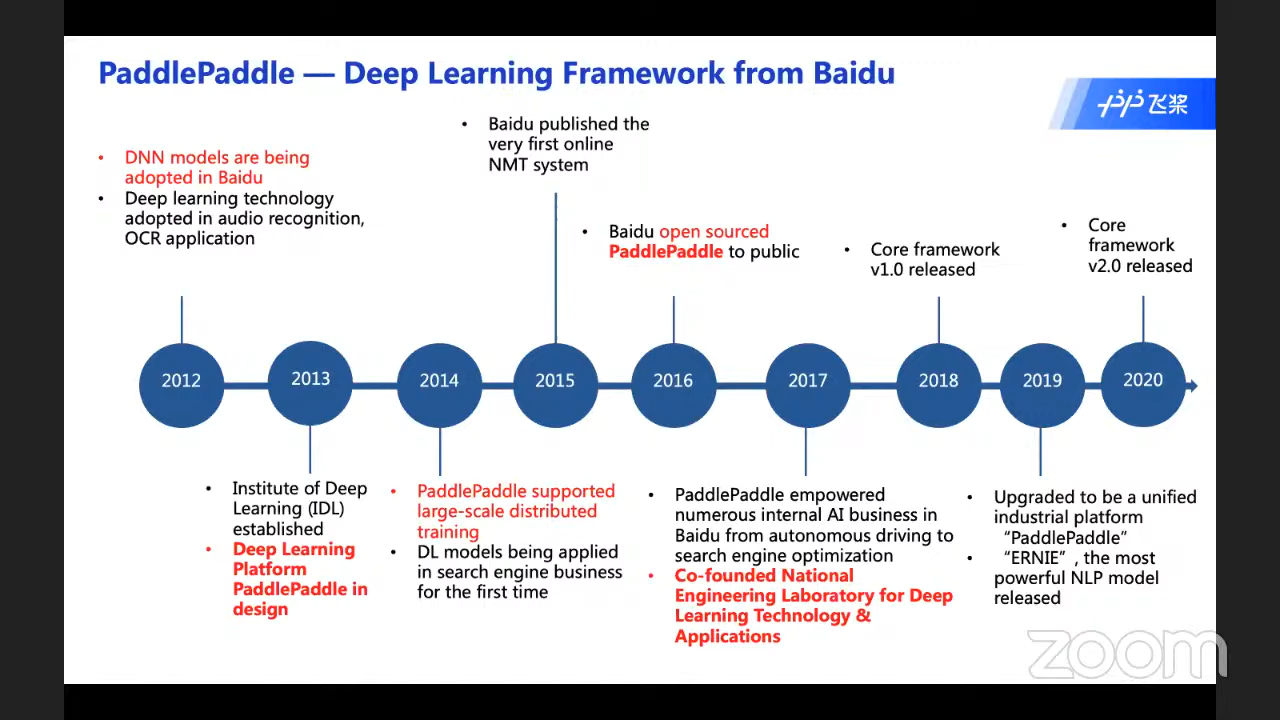 PaddlePaddle — Deep Learning Framework from Baidu
飞桨
• DNN models are being
adopted in Baidu
• Deep learning technology
adopted in audio recognition,
OCR application
• Baidu published the
very first online
NMT system
• Baidu open sourced
PaddlePaddle to public
• Core framework
v1.0 released
• Core
framework
v2.0 released
2012
2013
2014
2015
2016
2017
2018
2019
2020
• Institute of Deep
Learning (IDL)
established
• Deep Learning
Platform
PaddlePaddle in
design
• PaddlePaddle supported
large-scale distributed
training
• DL models being applied
in search engine business
for the first time
• PaddlePaddle empowered
numerous internal AI business in
Baidu from autonomous driving to
search engine optimization
• Co-founded National
Engineering Laboratory for Deep
Learning Technology &
Applications
• Upgraded to be a unified
industrial platform
“PaddlePaddle”
• “ERNIE”, the most
powerful NLP model
released
zoom